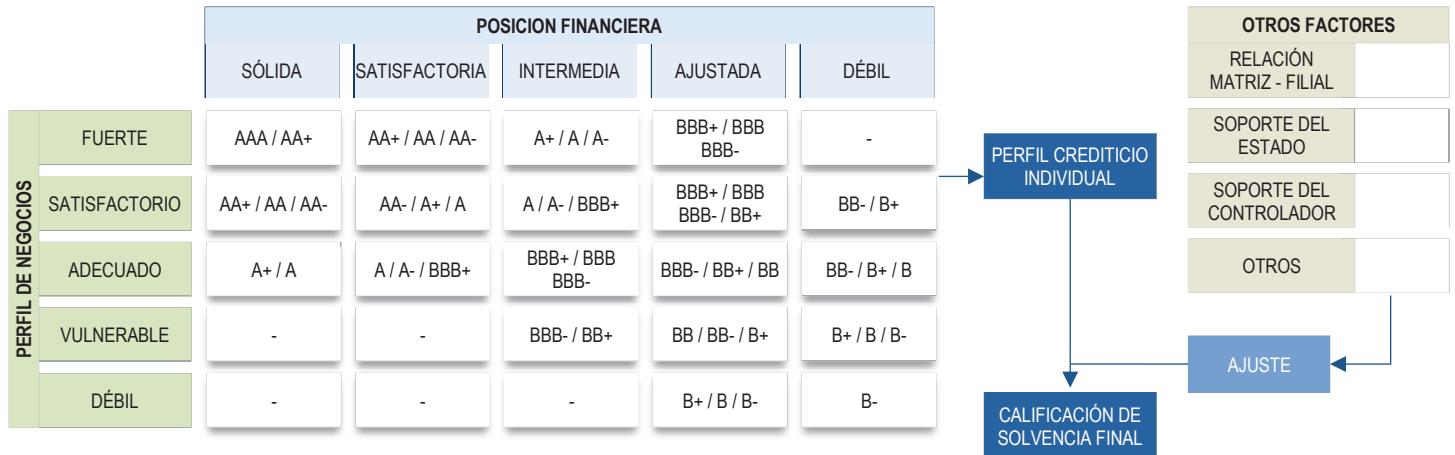 POSICION FINANCIERA
SÓLIDA
SATISFACTORIA
INTERMEDIA
AJUSTADA
DÉBIL
PERFIL DE NEGOCIOS
FUERTE
AAA / AA+
AA+ / AA / AA-
A+ / A / A-
BBB+ / BBB
BBB-
-
SATISFACTORIO
AA+ / AA / AA-
AA- / A+ / A
A / A- / BBB+
BBB+ / BBB
BBB- / BB+
BB- / B+
ADECUADO
A+ / A
A / A- / BBB+
BBB+ / BBB
BBB-
BBB- / BB+ / BB
BB- / B+ / B
VULNERABLE
-
-
BBB- / BB+
BB / BB- / B+
B+ / B / B-
DÉBIL
-
-
-
B+ / B / B-
B-
PERFIL CREDITICIO
INDIVIDUAL
CALIFICACIÓN DE
SOLVENCIA FINAL
OTROS FACTORES
RELACIÓN
MATRIZ - FILIAL
SOPORTE DEL
ESTADO
SOPORTE DEL
CONTROLADOR
OTROS
AJUSTE